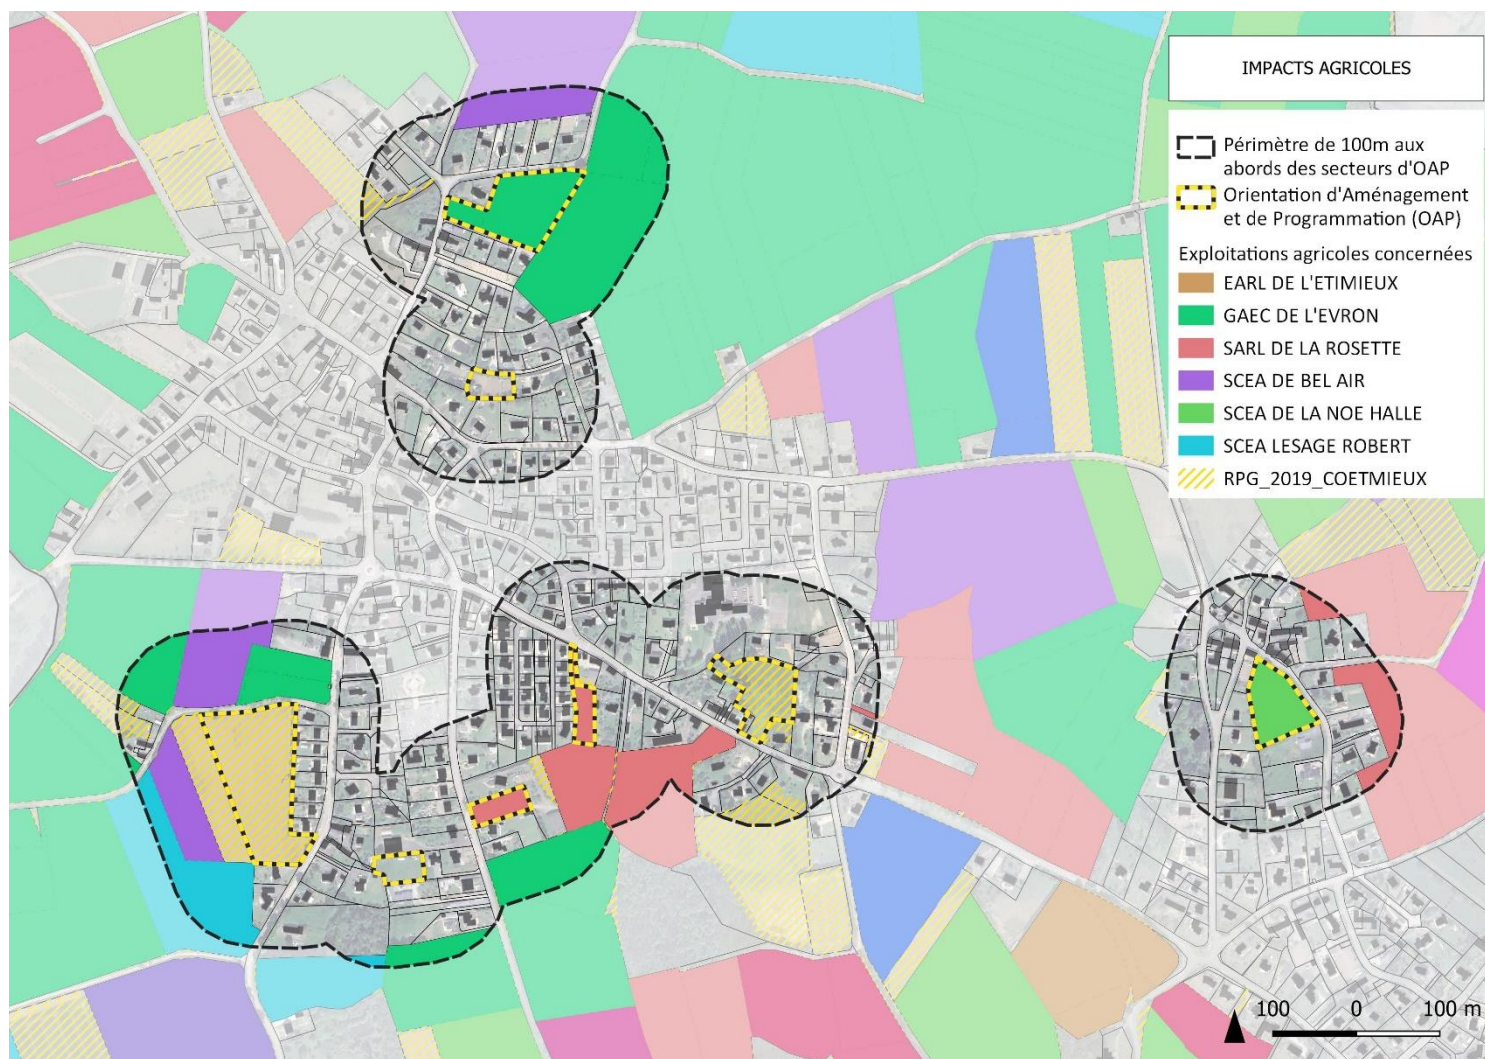 IMPACTS AGRICOLES
Périmètre de 100m aux
abords des secteurs d'OAP
Orientation d'Aménagement
et de Programmation (OAP)
Exploitations agricoles concernées
EARL DE L'ETIMIEUX
GAEC DE L'EVRON
SARL DE LA ROSETTE
SCEA DE BEL AIR
SCEA DE LA NOE HALLE
SCEA LESAGE ROBERT
RPG_2019_COETMIEUX
100 0 100 m